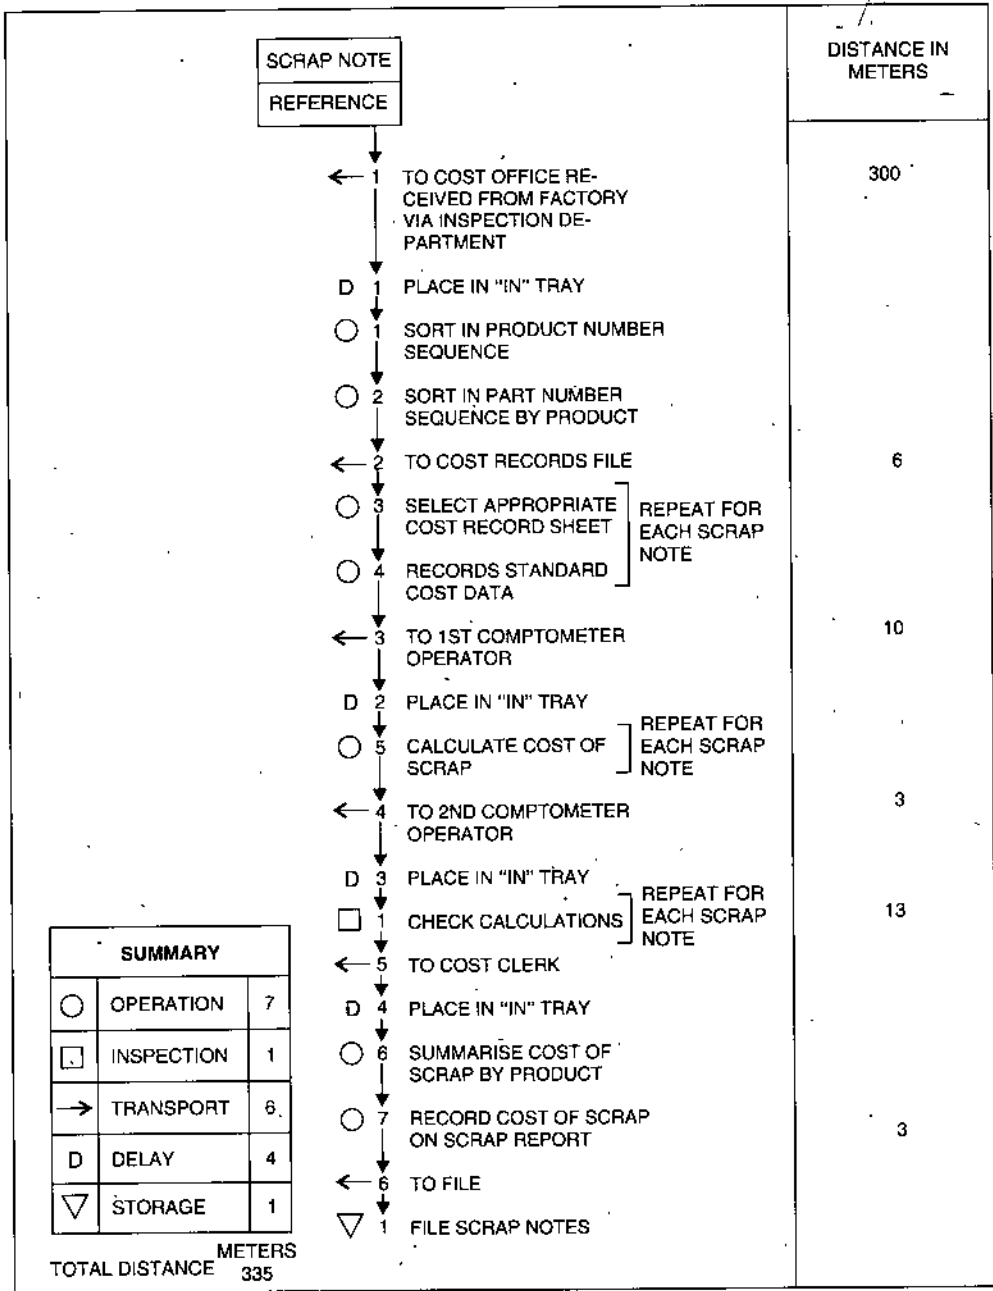 DISTANCE IN
METERS
SCRAP NOTE
REFERENCE
1 TO COST OFFICE RE-
CEIVED FROM FACTORY
VIA INSPECTION DE-
PARTMENT
300
D 1 PLACE IN "IN" TRAY
1 SORT IN PRODUCT NUMBER
SEQUENCE
2 SORT IN PART NUMBER
SEQUENCE BY PRODUCT
2 TO COST RECORDS FILE
6
3 SELECT APPROPRIATE
COST RECORD SHEET
4 RECORDS STANDARD
COST DATA
REPEAT FOR
EACH SCRAP
NOTE
3 TO 1ST COMPTOMETER
OPERATOR
10
D 2 PLACE IN "IN" TRAY
5 CALCULATE COST OF
SCRAP
REPEAT FOR
EACH SCRAP
NOTE
4 TO 2ND COMPTOMETER
OPERATOR
3
D 3 PLACE IN "IN" TRAY
1 CHECK CALCULATIONS
REPEAT FOR
EACH SCRAP
NOTE
13
5 TO COST CLERK
D 4 PLACE IN "IN" TRAY
6 SUMMARISE COST OF
SCRAP BY PRODUCT
7 RECORD COST OF SCRAP
ON SCRAP REPORT
3
6 TO FILE
1 FILE SCRAP NOTES
SUMMARY
OPERATION 7
INSPECTION 1
TRANSPORT 6
D DELAY 4
STORAGE 1
METERS
TOTAL DISTANCE 335